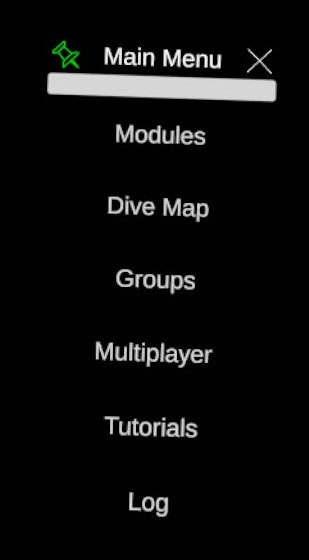 Main Menu
Modules
Dive Map
Groups
Multiplayer
Tutorials
Log